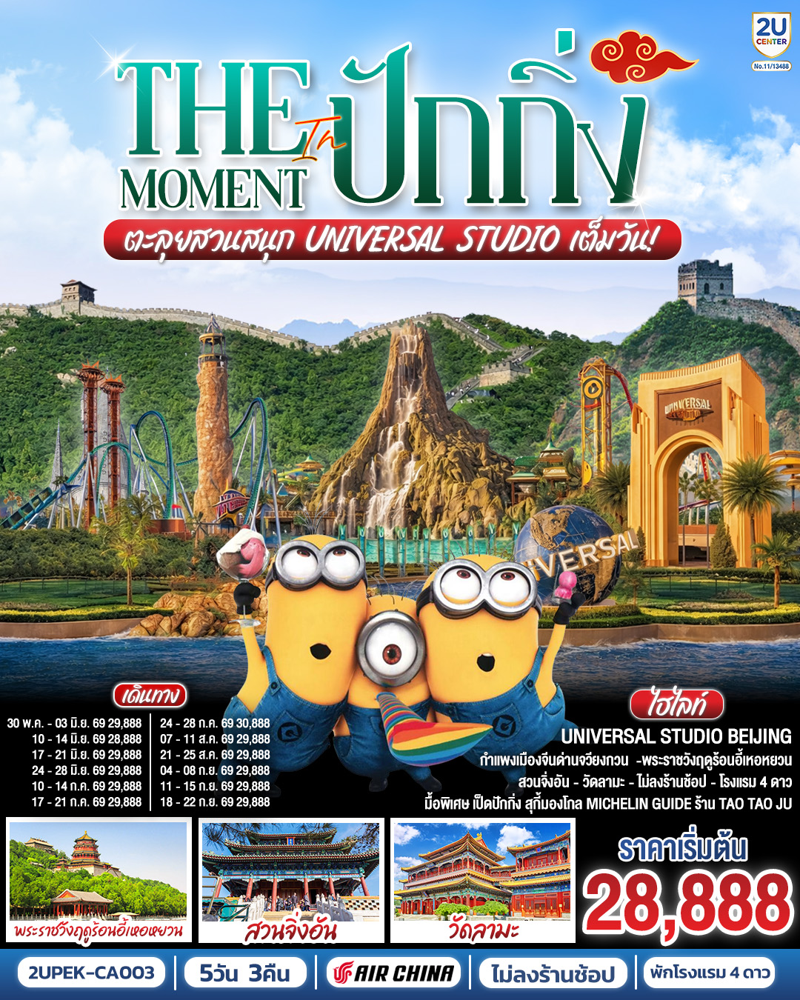 2U
CENTER
No.11/13488
THE In ปักกิ่ง
MOMENT
ตะลุยสวนสนุก UNIVERSAL STUDIO เต็มวัน!
UNIVERSAL
UNIVERSAL
เดินทาง
30 พ.ค. - 03 มิ.ย. 69 29,888
10 - 14 มิ.ย. 69 28,888
17 - 21 มิ.ย. 69 29,888
24 - 28 มิ.ย. 69 29,888
10 - 14 ก.ค. 69 29,888
17 - 21 ก.ค. 69 29,888
24 - 28 ก.ค. 69 30,888
07 - 11 ส.ค. 69 29,888
21 - 25 ส.ค. 69 29,888
04 - 08 ก.ย. 69 29,888
11 - 15 ก.ย. 69 29,888
18 - 22 ก.ย. 69 29,888
ไฮไลท์
UNIVERSAL STUDIO BEIJING
กำแพงเมืองจีนด่านจวียงกวน -พระราชวังฤดูร้อนอี้เหอหยวน
สวนจิ่งอัน - วัดลามะ - ไม่ลงร้านช้อป - โรงแรม 4 ดาว
มื้อพิเศษ เป็ดปักกิ่ง สุกี้มองโกล MICHELIN GUIDE ร้าน TAO TAO JU
พระราชวังฤดูร้อนอี้เหอหยวน
สวนจิ่งอัน
วัดลามะ
ราคาเริ่มต้น
28,888
2UPEK-CA003
5วัน 3คืน
AIR CHINA
ไม่ลงร้านช้อป
พักโรงแรม 4 ดาว